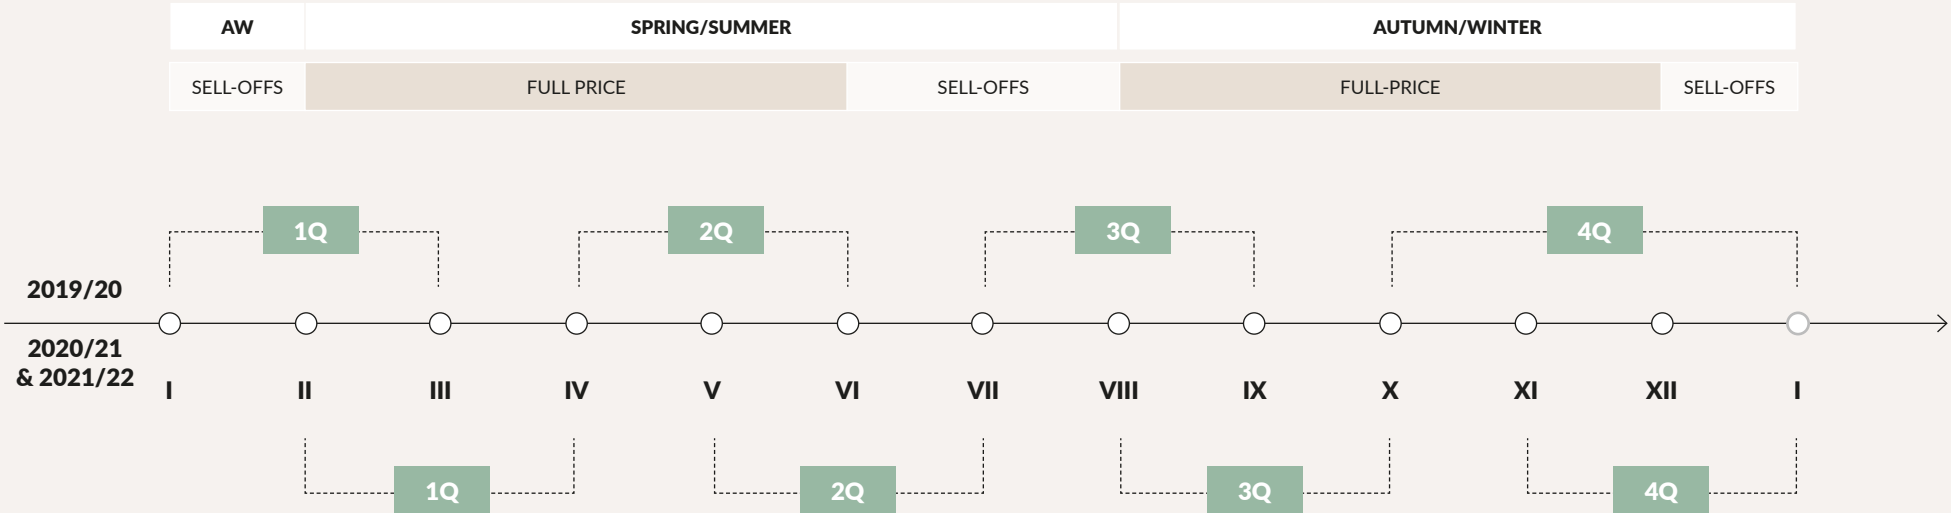 AW SPRING/SUMMER AUTUMN/WINTER
SELL-OFFS FULL PRICE SELL-OFFS FULL-PRICE SELL-OFFS
1Q 2Q 3Q 4Q
2019/20
2020/21
& 2021/22
I II III IV V VI VII VIII IX X XI XII I
1Q 2Q 3Q 4Q